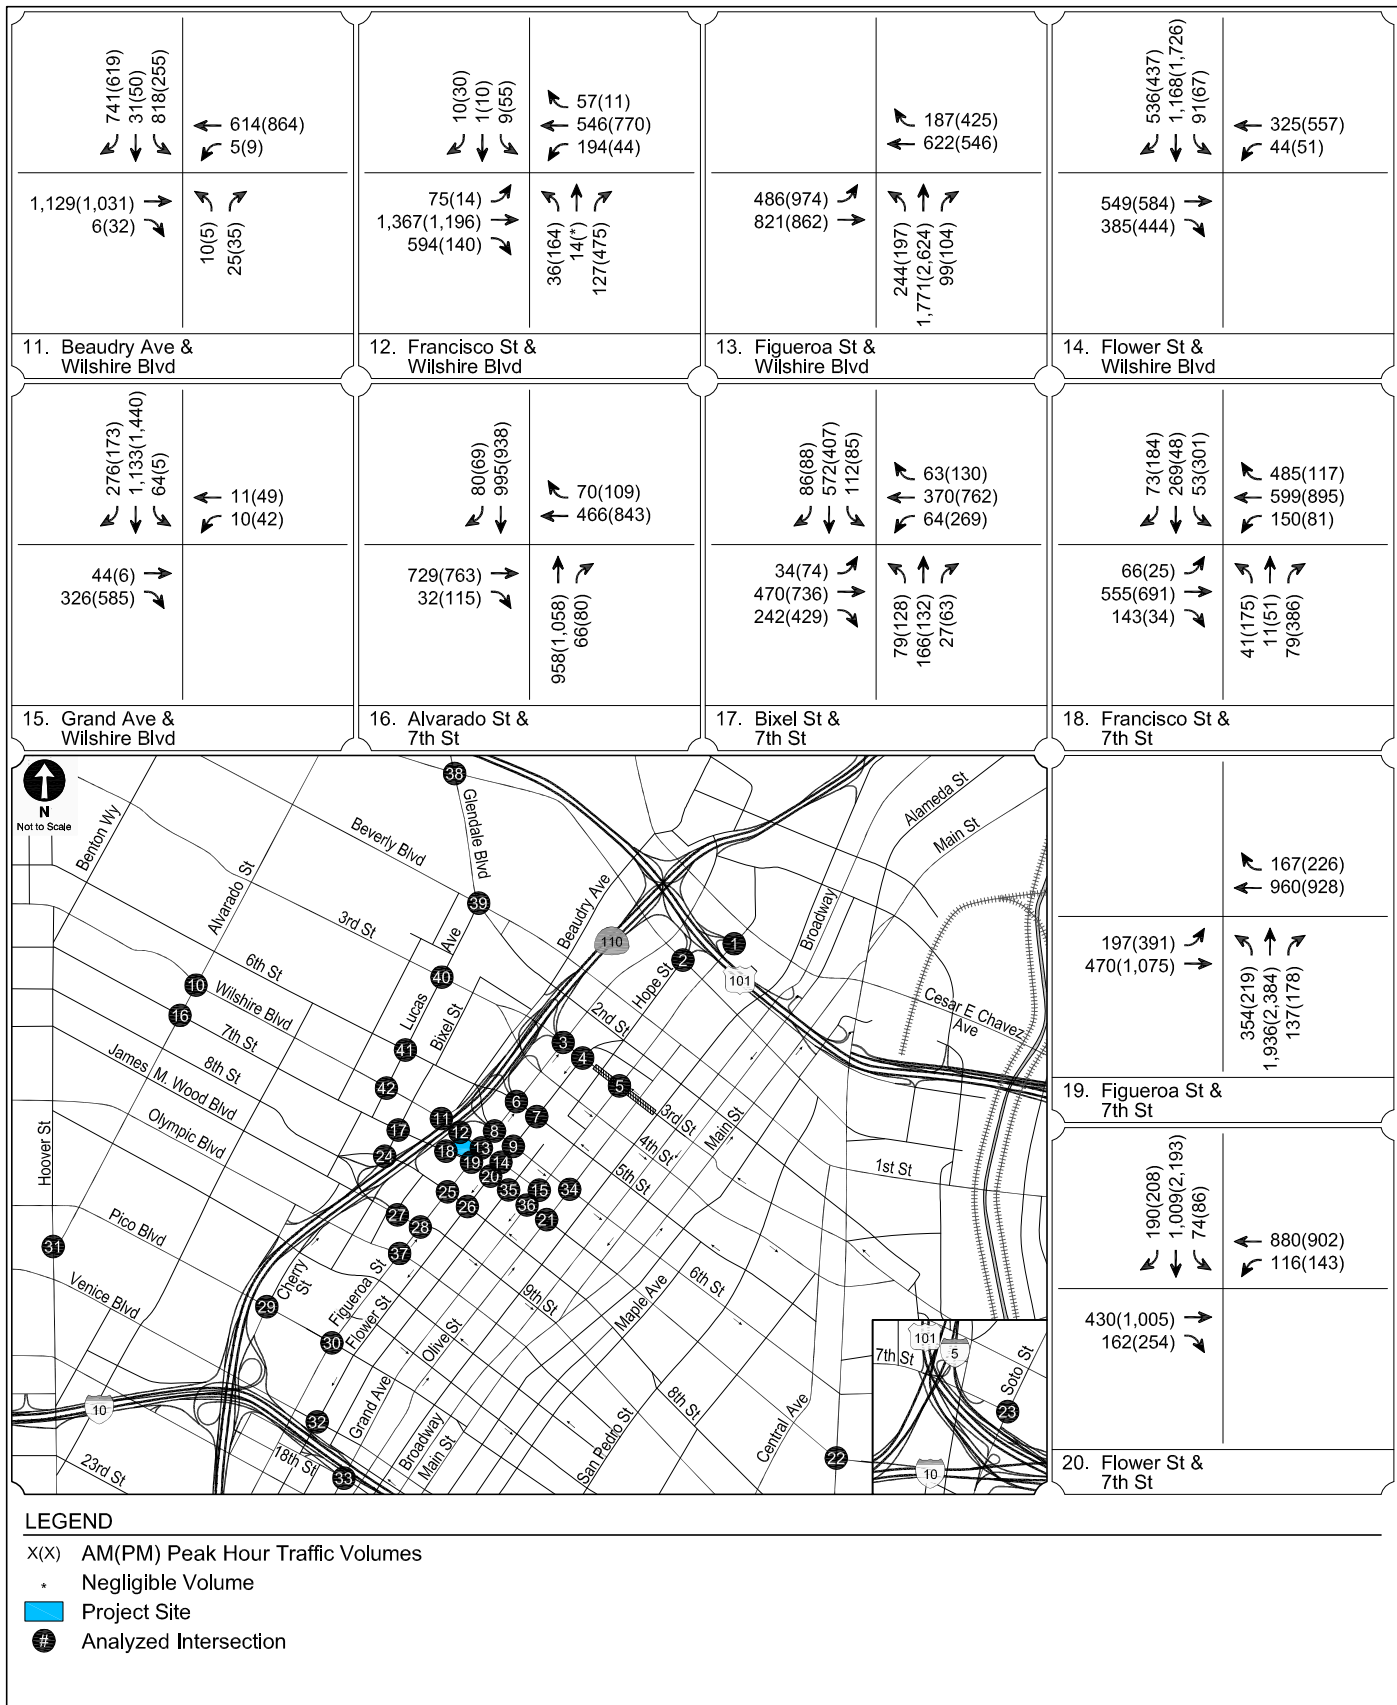 741(619)
31(50)
818(255)
614(864)
5(9)
1,129(1,031)
6(32)
10(5)
25(35)
11. Beaudry Ave &
Wilshire Blvd
10(30)
1(10)
9(55)
57(11)
546(770)
194(44)
75(14)
1,367(1,196)
594(140)
36(164)
14(*)
127(475)
12. Francisco St &
Wilshire Blvd
187(425)
622(546)
486(974)
821(862)
244(197)
1,771(2,624)
99(104)
13. Figueroa St &
Wilshire Blvd
536(437)
1,168(1,726)
91(67)
325(557)
44(51)
549(584)
385(444)
14. Flower St &
Wilshire Blvd
276(173)
1,133(1,440)
64(5)
11(49)
10(42)
44(6)
326(585)
15. Grand Ave &
Wilshire Blvd
80(69)
995(938)
70(109)
466(843)
729(763)
32(115)
958(1,058)
66(80)
16. Alvarado St &
7th St
86(88)
572(407)
112(85)
63(130)
370(762)
64(269)
34(74)
470(736)
242(429)
79(128)
166(132)
27(63)
17. Bixel St &
7th St
73(184)
269(48)
53(301)
485(117)
599(895)
150(81)
66(25)
555(691)
143(34)
41(175)
11(51)
79(386)
18. Francisco St &
7th St
N
Not to Scale
Benton Wy
Alvarado St
Beverly Blvd
Glendale Blvd
3rd St
6th St
Wilshire Blvd
7th St
8th St
James M. Wood Blvd
Olympic Blvd
Hoover St
Pico Blvd
Venice Blvd
23rd St
18th St
Lucas Ave
Bixel St
Beaudry Ave
Hope St
2nd St
Broadway
Alameda St
Main St
Cesar E Chavez
Ave
1st St
3rd St
4th St
5th St
6th St
8th St
9th St
Main St
Maple Ave
Cherry St
Figueroa St
Flower St
Olive St
Grand Ave
Broadway
Main St
San Pedro St
Central Ave
7th St
Soto St
110
101
10
101
5
10
1
2
3
4
5
6
7
8
9
10
11
12
13
14
15
16
17
18
19
20
21
22
23
24
25
26
27
28
29
30
31
32
33
34
35
36
37
38
39
40
41
42
167(226)
960(928)
197(391)
470(1,075)
354(219)
1,936(2,384)
137(178)
19. Figueroa St &
7th St
190(208)
1,009(2,193)
74(86)
880(902)
116(143)
430(1,005)
162(254)
20. Flower St &
7th St
LEGEND
X(X) AM(PM) Peak Hour Traffic Volumes
* Negligible Volume
Project Site
# Analyzed Intersection